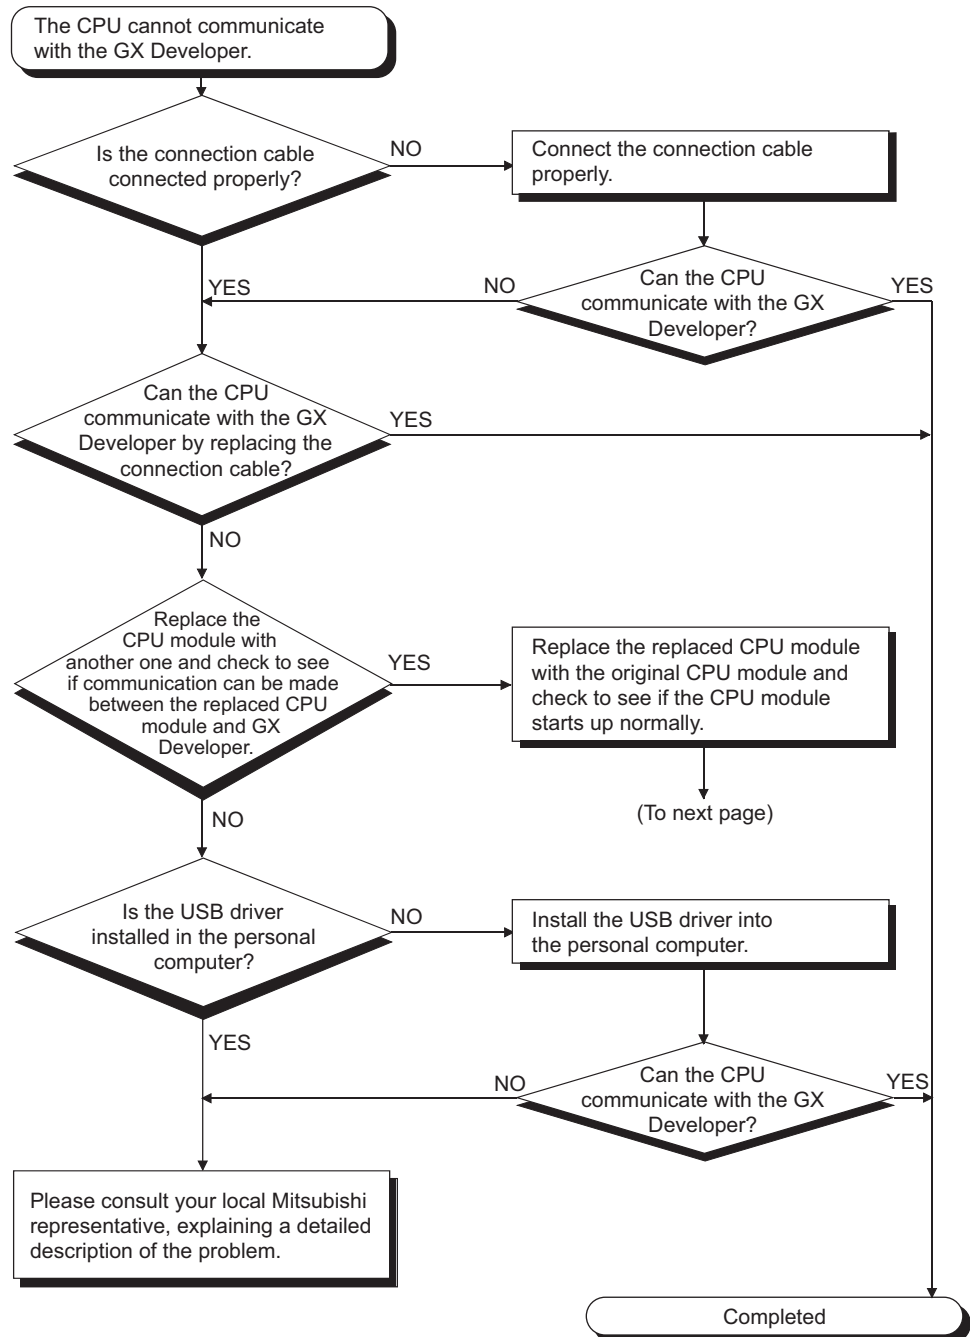 The CPU cannot communicate
with the GX Developer.
Is the connection cable
connected properly?
NO
Connect the connection cable
properly.
YES
NO
Can the CPU
communicate with the GX
Developer?
YES
Can the CPU
communicate with the GX
Developer by replacing the
connection cable?
YES
NO
Replace the
CPU module with
another one and check to see
if communication can be made
between the replaced CPU
module and GX
Developer.
YES
Replace the replaced CPU module
with the original CPU module and
check to see if the CPU module
starts up normally.
(To next page)
NO
Is the USB driver
installed in the personal
computer?
NO
Install the USB driver into
the personal computer.
YES
NO
Can the CPU
communicate with the GX
Developer?
YES
Please consult your local Mitsubishi
representative, explaining a detailed
description of the problem.
Completed